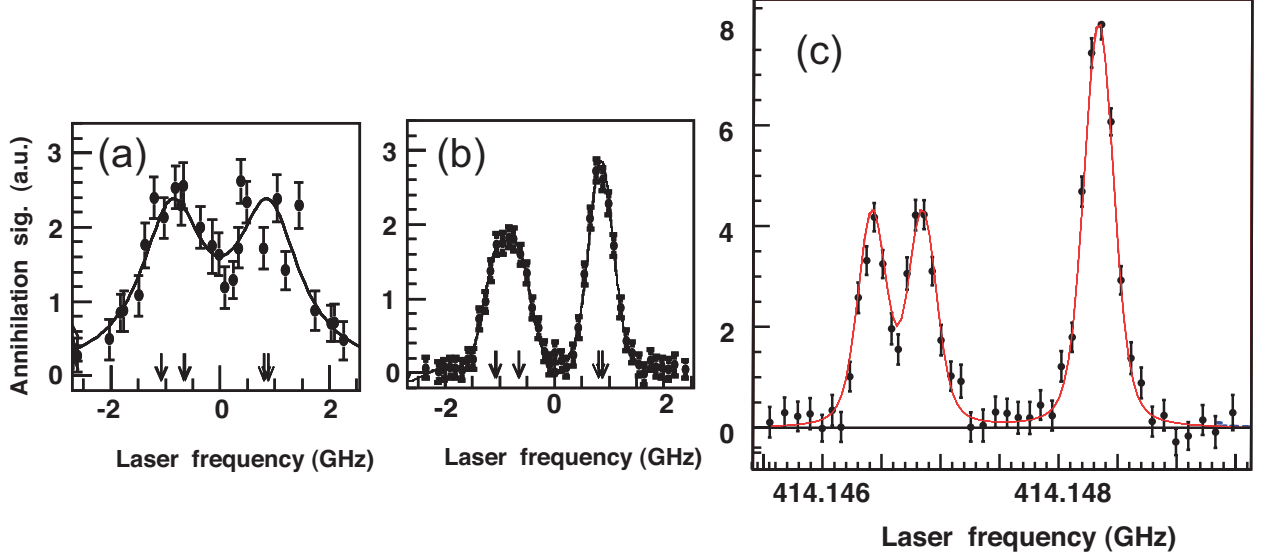 (a)
(b)
(c)
Annihilation sig. (a.u.)
3
2
1
0
-2 0 2
Laser frequency (GHz)
3
2
1
0
-2 0 2
Laser frequency (GHz)
8
6
4
2
0
414.146 414.148
Laser frequency (GHz)